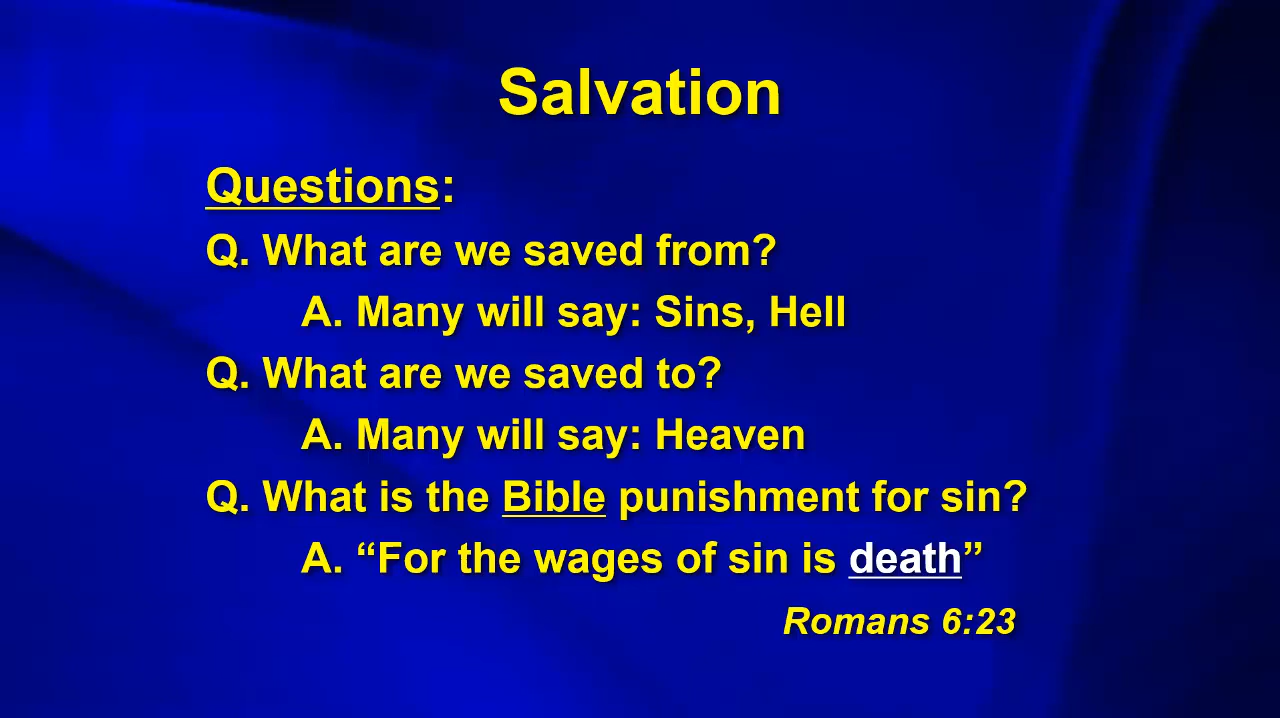 Salvation
Questions:
Q. What are we saved from?
A. Many will say: Sins, Hell
Q. What are we saved to?
A. Many will say: Heaven
Q. What is the Bible punishment for sin?
A. “For the wages of sin is death”
Romans 6:23